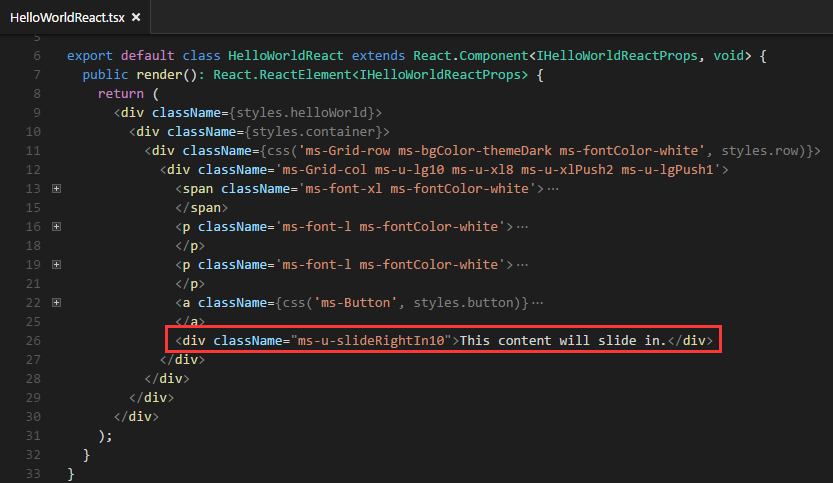 HelloWorldReact.tsx ×
5
6 export default class HelloWorldReact extends React.Component<IHelloWorldReactProps, void> {
7 public render(): React.ReactElement<IHelloWorldReactProps> {
8 return (
9 <div className={styles.helloWorld}>
10 <div className={styles.container}>
11 <div className={css('ms-Grid-row ms-bgColor-themeDark ms-fontColor-white', styles.row)}>
12 <div className='ms-Grid-col ms-u-lg10 ms-u-xl8 ms-u-xlPush2 ms-u-lgPush1'>
13 <span className='ms-font-xl ms-fontColor-white'>…
15 </span>
16 <p className='ms-font-l ms-fontColor-white'>…
18 </p>
19 <p className='ms-font-l ms-fontColor-white'>…
21 </p>
22 <a className={css('ms-Button', styles.button)}…
25 </a>
26 <div className="ms-u-slideRightIn10">This content will slide in.</div>
27 </div>
28 </div>
29 </div>
30 </div>
31 );
32 }
33 }